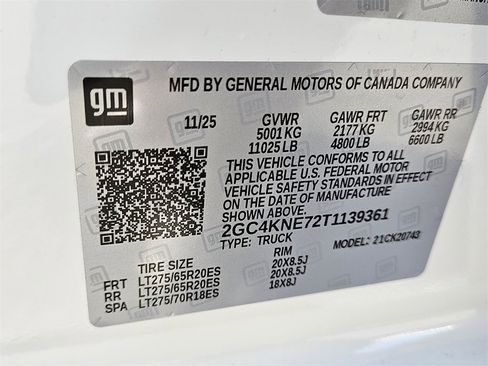 gm
MFD BY GENERAL MOTORS OF CANADA COMPANY
11/25 GVWR GAWR FRT GAWR RR
5001 KG 2177 KG 2994 KG
11025 LB 4800 LB 6600 LB
THIS VEHICLE CONFORMS TO ALL
APPLICABLE U.S. FEDERAL MOTOR
VEHICLE SAFETY STANDARDS IN EFFECT
ON THE DATE OF MANUFACTURE SHOWN ABOVE.
2GC4KNE72T1139361
TYPE: TRUCK MODEL: 21CK20743
TIRE SIZE RIM
FRT LT275/65R20ES 20X8.5J
RR LT275/65R20ES 20X8.5J
SPA LT275/70R18ES 18X8J